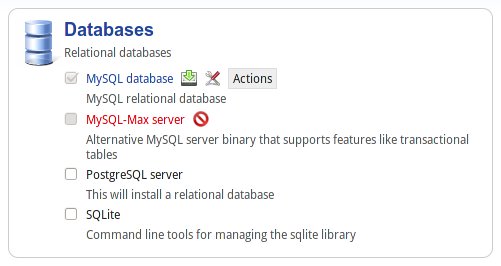 Databases
Relational databases
MySQL database Actions
MySQL relational database
MySQL-Max server
Alternative MySQL server binary that supports features like transactional
tables
PostgreSQL server
This will install a relational database
SQLite
Command line tools for managing the sqlite library